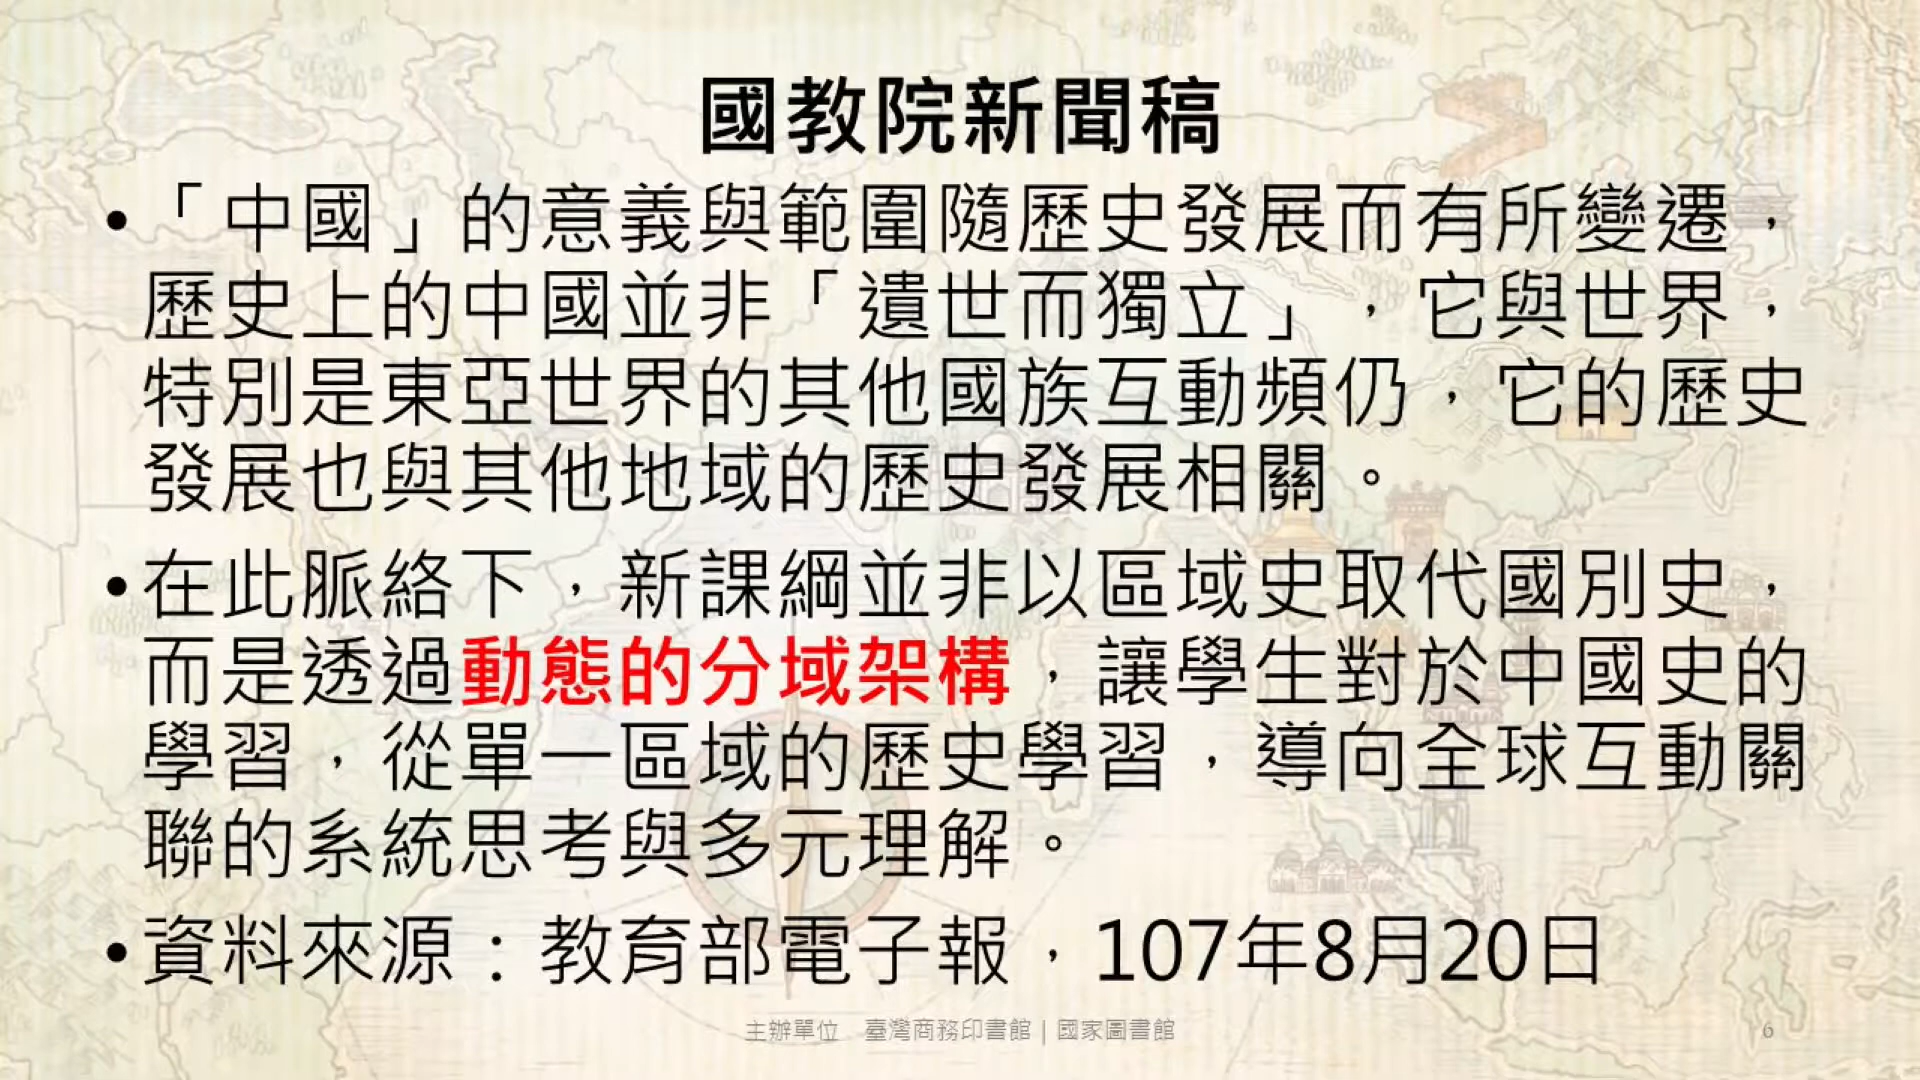 國教院新聞稿
•「中國」的意義與範圍隨歷史發展而有所變遷，
歷史上的中國並非「遺世而獨立」，它與世界，
特別是東亞世界的其他國族互動頻仍，它的歷史
發展也與其他地域的歷史發展相關。
•在此脈絡下，新課綱並非以區域史取代國別史，
而是透過動態的分域架構，讓學生對於中國史的
學習，從單一區域的歷史學習，導向全球互動關
聯的系統思考與多元理解。
•資料來源：教育部電子報，107年8月20日
主辦單位　臺灣商務印書館 | 國家圖書館
6